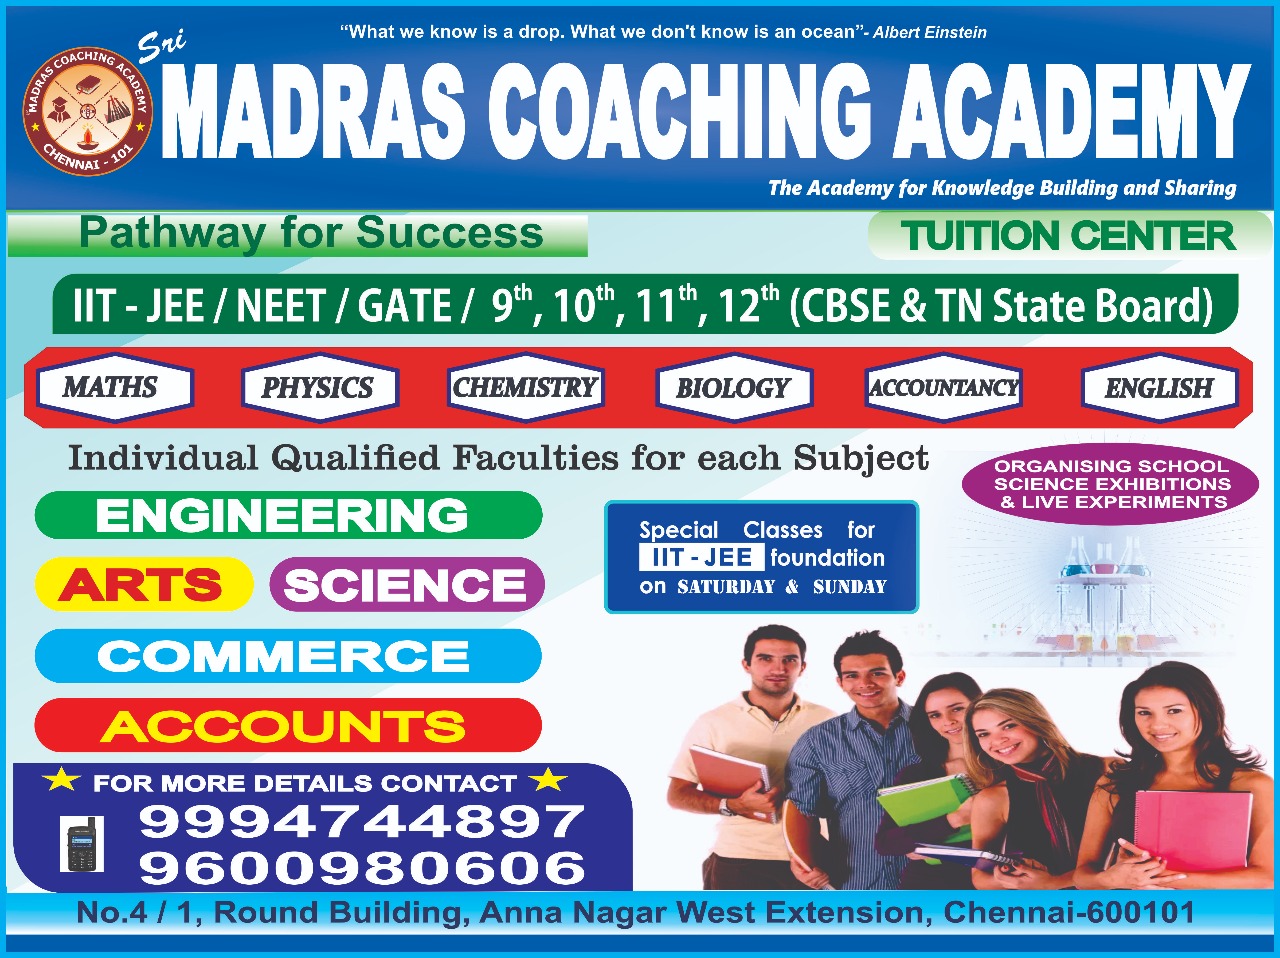 “What we know is a drop. What we don't know is an ocean”- Albert Einstein
Sri
MADRAS COACHING ACADEMY
MADRAS COACHING ACADEMY
CHENNAI - 101
The Academy for Knowledge Building and Sharing
Pathway for Success
TUITION CENTER
IIT - JEE / NEET / GATE / 9th, 10th, 11th, 12th (CBSE & TN State Board)
MATHS PHYSICS CHEMISTRY BIOLOGY ACCOUNTANCY ENGLISH
Individual Qualified Faculties for each Subject
ORGANISING SCHOOL
SCIENCE EXHIBITIONS
& LIVE EXPERIMENTS
ENGINEERING
ARTS SCIENCE
COMMERCE
ACCOUNTS
Special Classes for
IIT - JEE foundation
on SATURDAY & SUNDAY
FOR MORE DETAILS CONTACT
9994744897
9600980606
No.4 / 1, Round Building, Anna Nagar West Extension, Chennai-600101